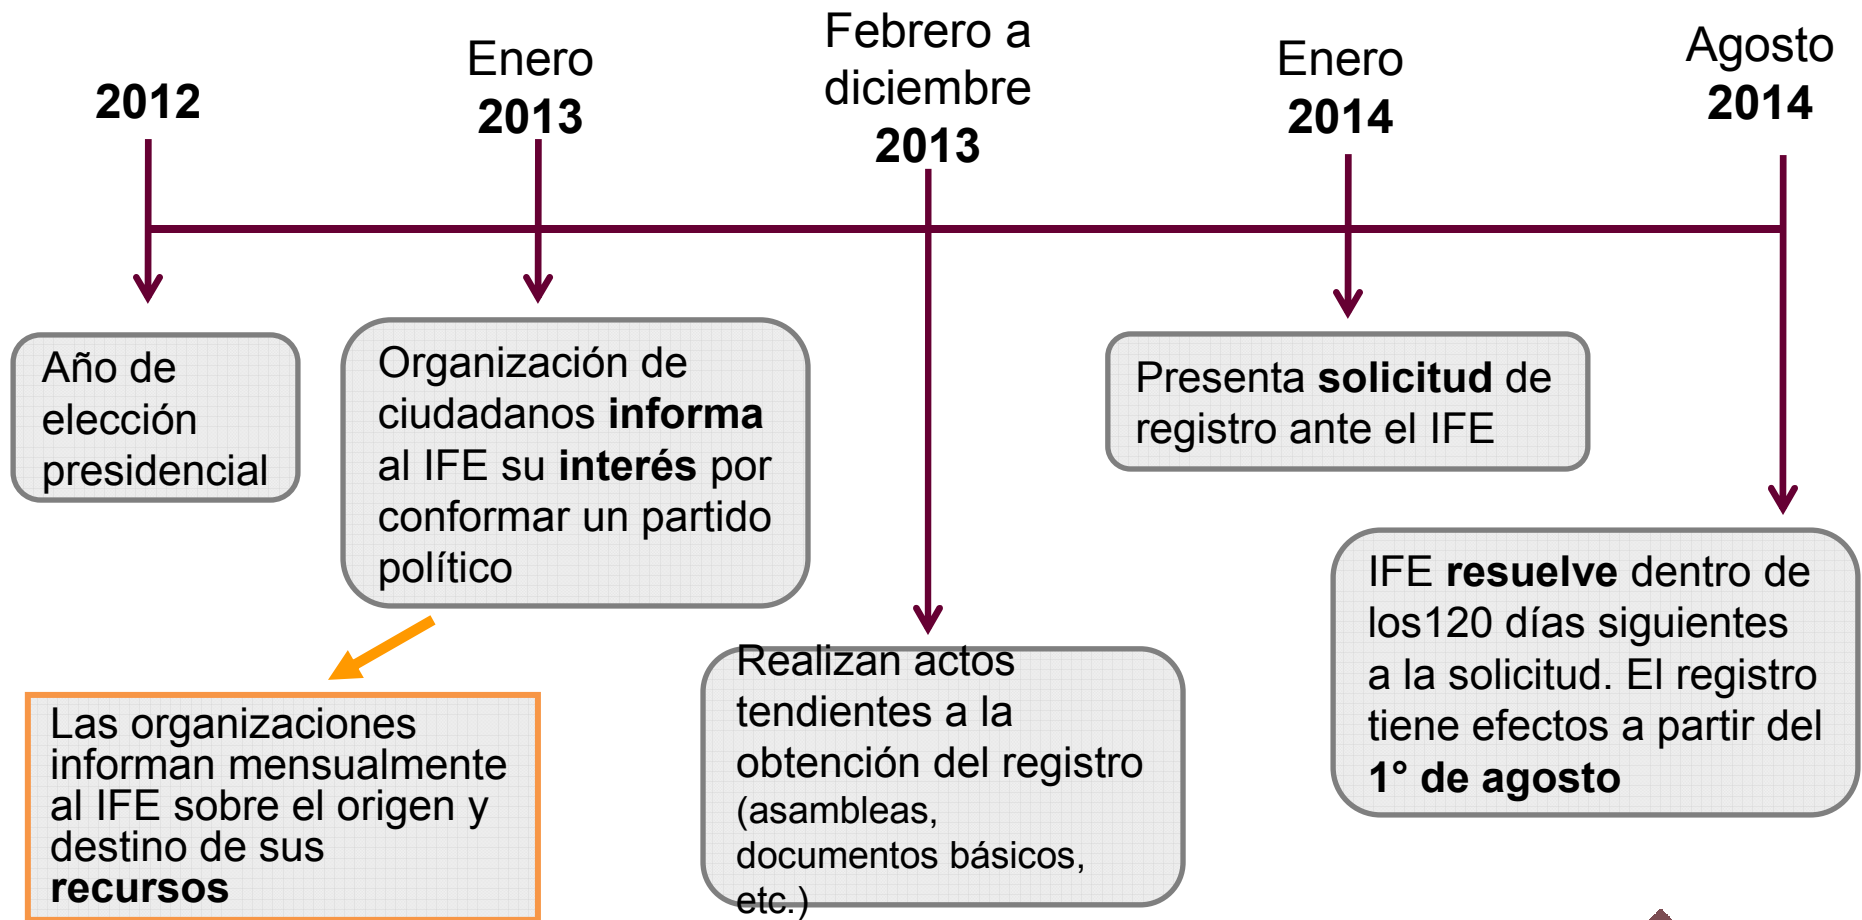 2012
Enero
2013
Febrero a
diciembre
2013
Enero
2014
Agosto
2014
Año de
elección
presidencial
Organización de
ciudadanos informa
al IFE su interés por
conformar un partido
político
Las organizaciones
informan mensualmente
al IFE sobre el origen y
destino de sus
recursos
Realizan actos
tendientes a la
obtención del registro
(asambleas,
documentos básicos,
etc.)
Presenta solicitud de
registro ante el IFE
IFE resuelve dentro de
los120 días siguientes
a la solicitud. El registro
tiene efectos a partir del
1° de agosto